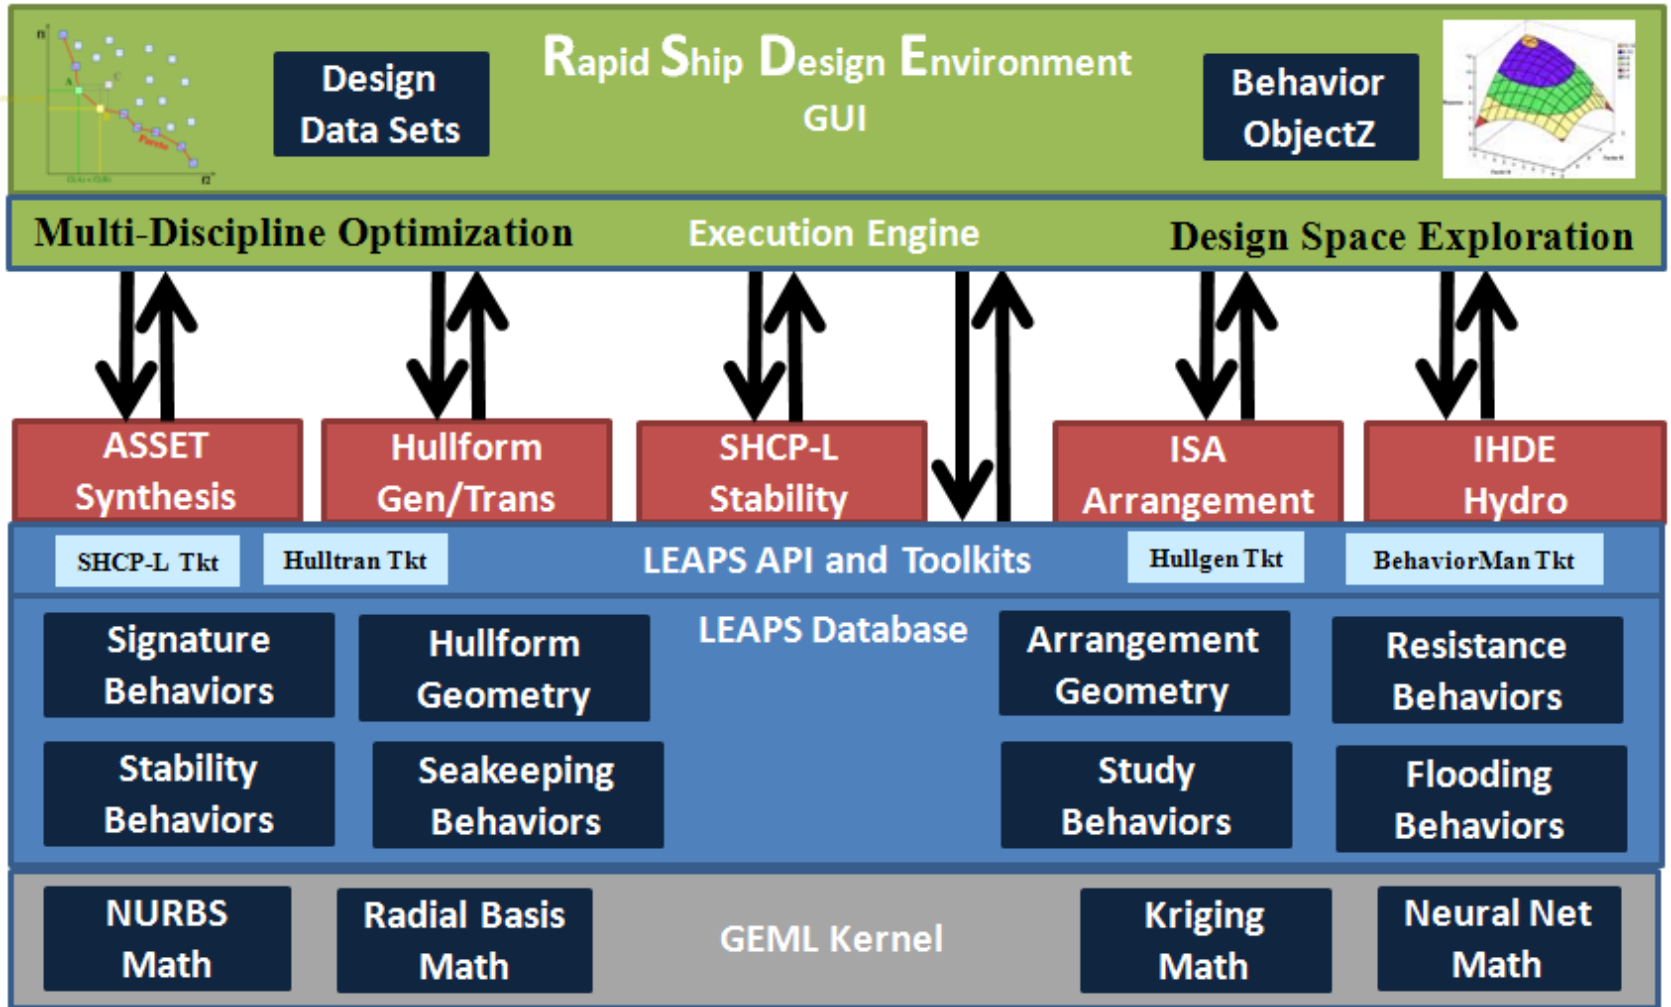 Rapid Ship Design Environment
GUI
Design
Data Sets
Behavior
ObjectZ
f1
A
C
Pareto
f2
Multi-Discipline Optimization
Execution Engine
Design Space Exploration
ASSET
Synthesis
Hullform
Gen/Trans
SHCP-L
Stability
ISA
Arrangement
IHDE
Hydro
SHCP-L Tkt
Hulltran Tkt
LEAPS API and Toolkits
Hullgen Tkt
BehaviorMan Tkt
LEAPS Database
Signature
Behaviors
Hullform
Geometry
Arrangement
Geometry
Resistance
Behaviors
Stability
Behaviors
Seakeeping
Behaviors
Study
Behaviors
Flooding
Behaviors
NURBS
Math
Radial Basis
Math
GEML Kernel
Kriging
Math
Neural Net
Math